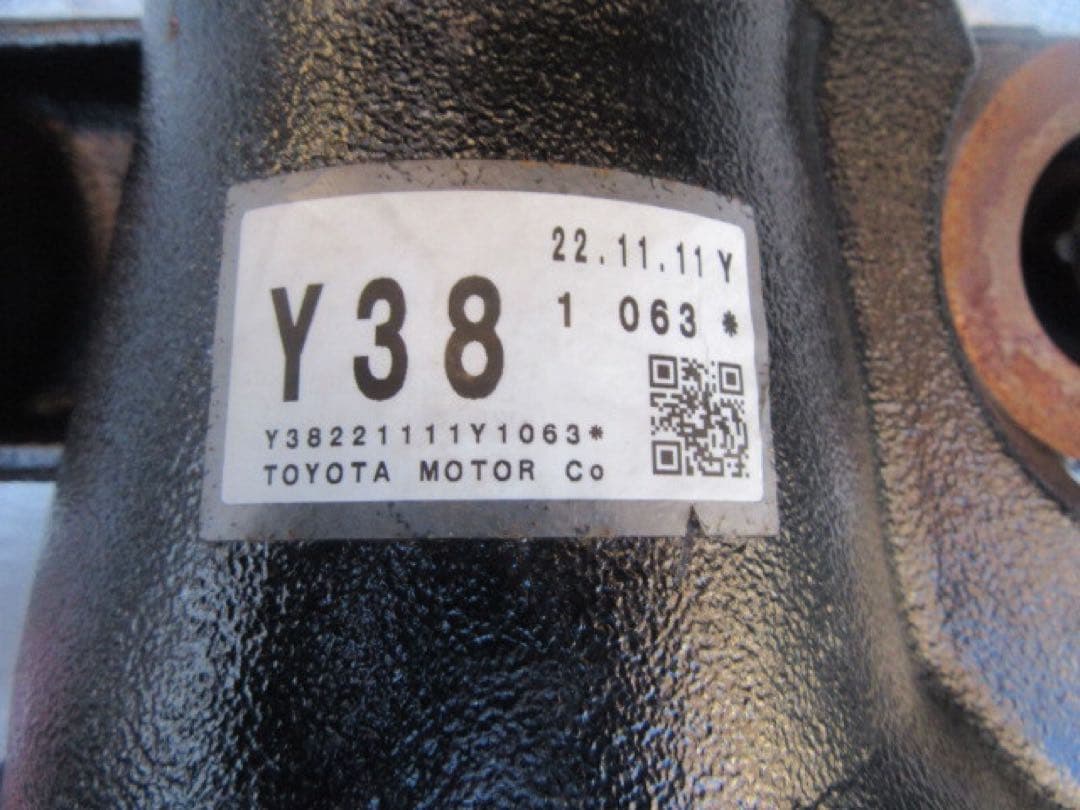 22.11.11 Y
Y38 1 063*
Y38221111Y1063*
TOYOTA MOTOR Co